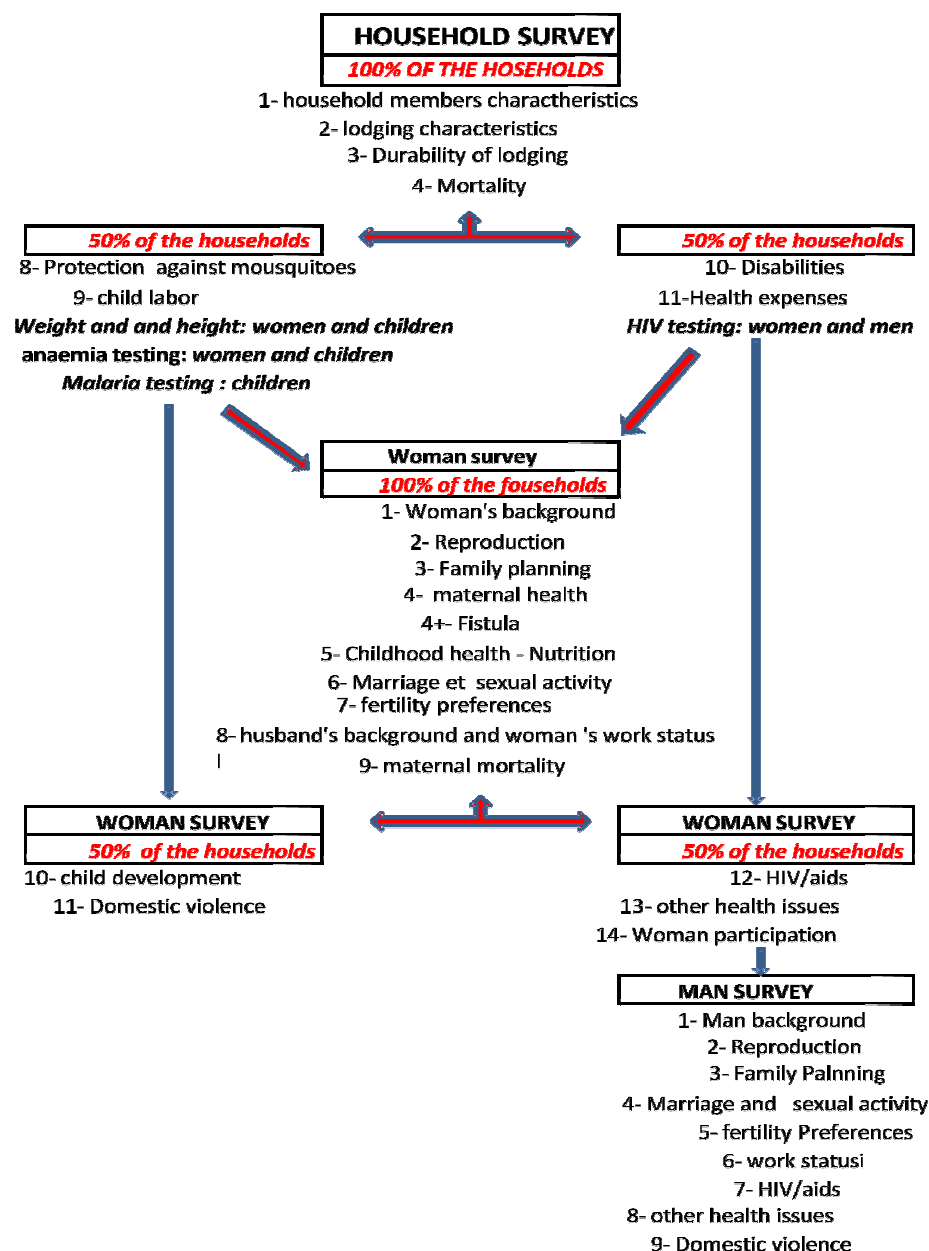 HOUSEHOLD SURVEY
100% OF THE HOSEHOLDS
1- household members charactheristics
2- lodging characteristics
3- Durability of lodging
4- Mortality
50% of the households
8- Protection against mousquitoes
9- child labor
Weight and and height: women and children
anaemia testing: women and children
Malaria testing : children
50% of the households
10- Disabilities
11-Health expenses
HIV testing: women and men
Woman survey
100% of the fouseholds
1- Woman's background
2- Reproduction
3- Family planning
4- maternal health
4+- Fistula
5- Childhood health - Nutrition
6- Marriage et sexual activity
7- fertility preferences
8- husband's background and woman 's work status
l
9- maternal mortality
WOMAN SURVEY
50% of the households
10- child development
11- Domestic violence
WOMAN SURVEY
50% of the households
12- HIV/aids
13- other health issues
14- Woman participation
MAN SURVEY
1- Man background
2- Reproduction
3- Family Palnning
4- Marriage and sexual activity
5- fertility Preferences
6- work statusi
7- HIV/aids
8- other health issues
9- Domestic violence